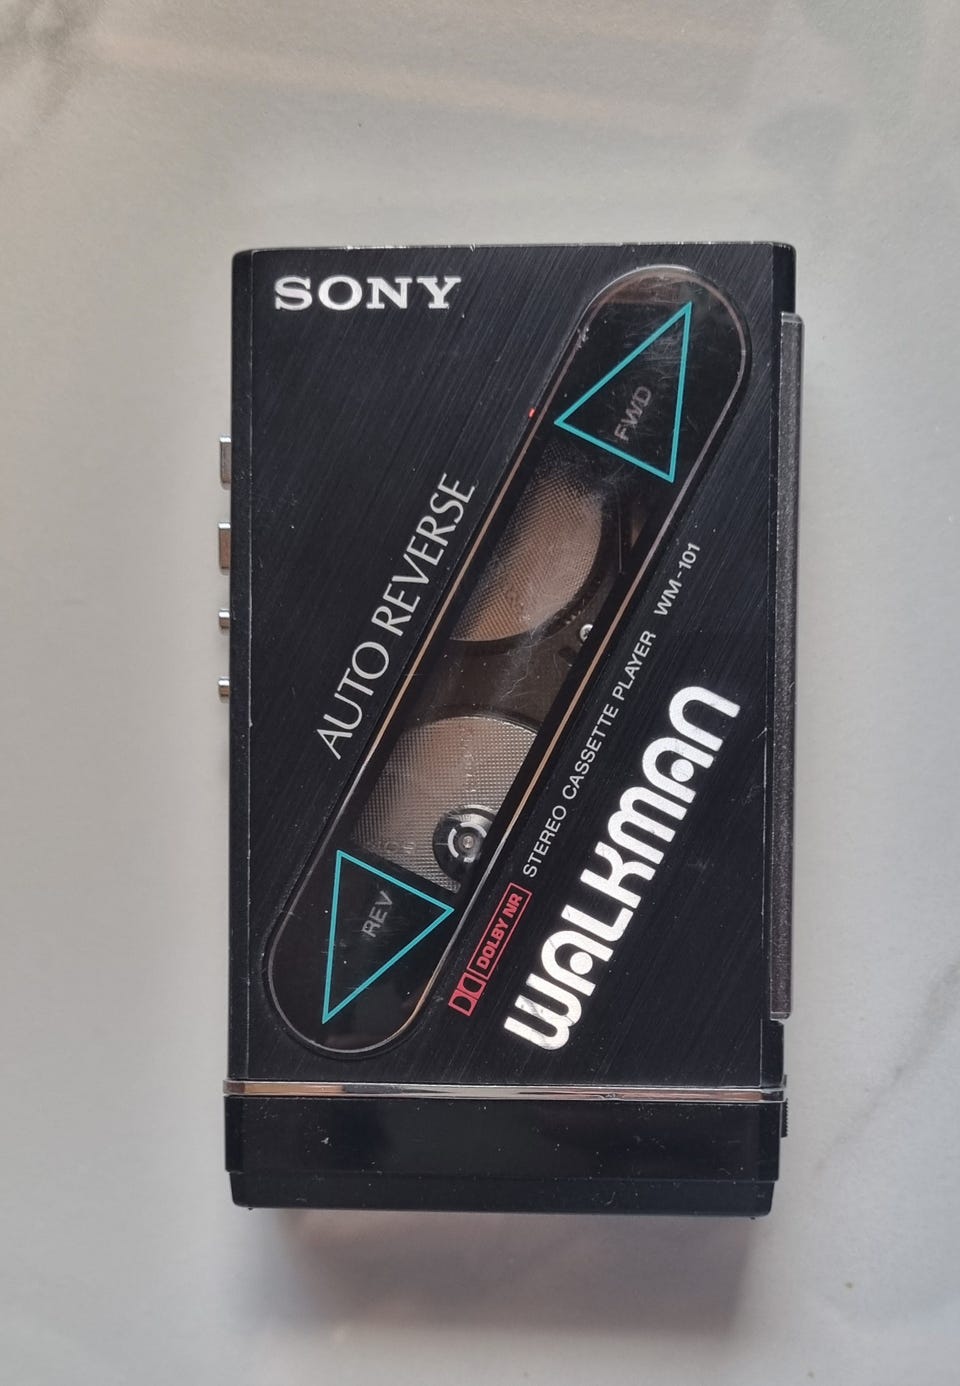 SONY
FWD
AUTO REVERSE
REV
DOLBY NR STEREO CASSETTE PLAYER WM-101
WALKMAN